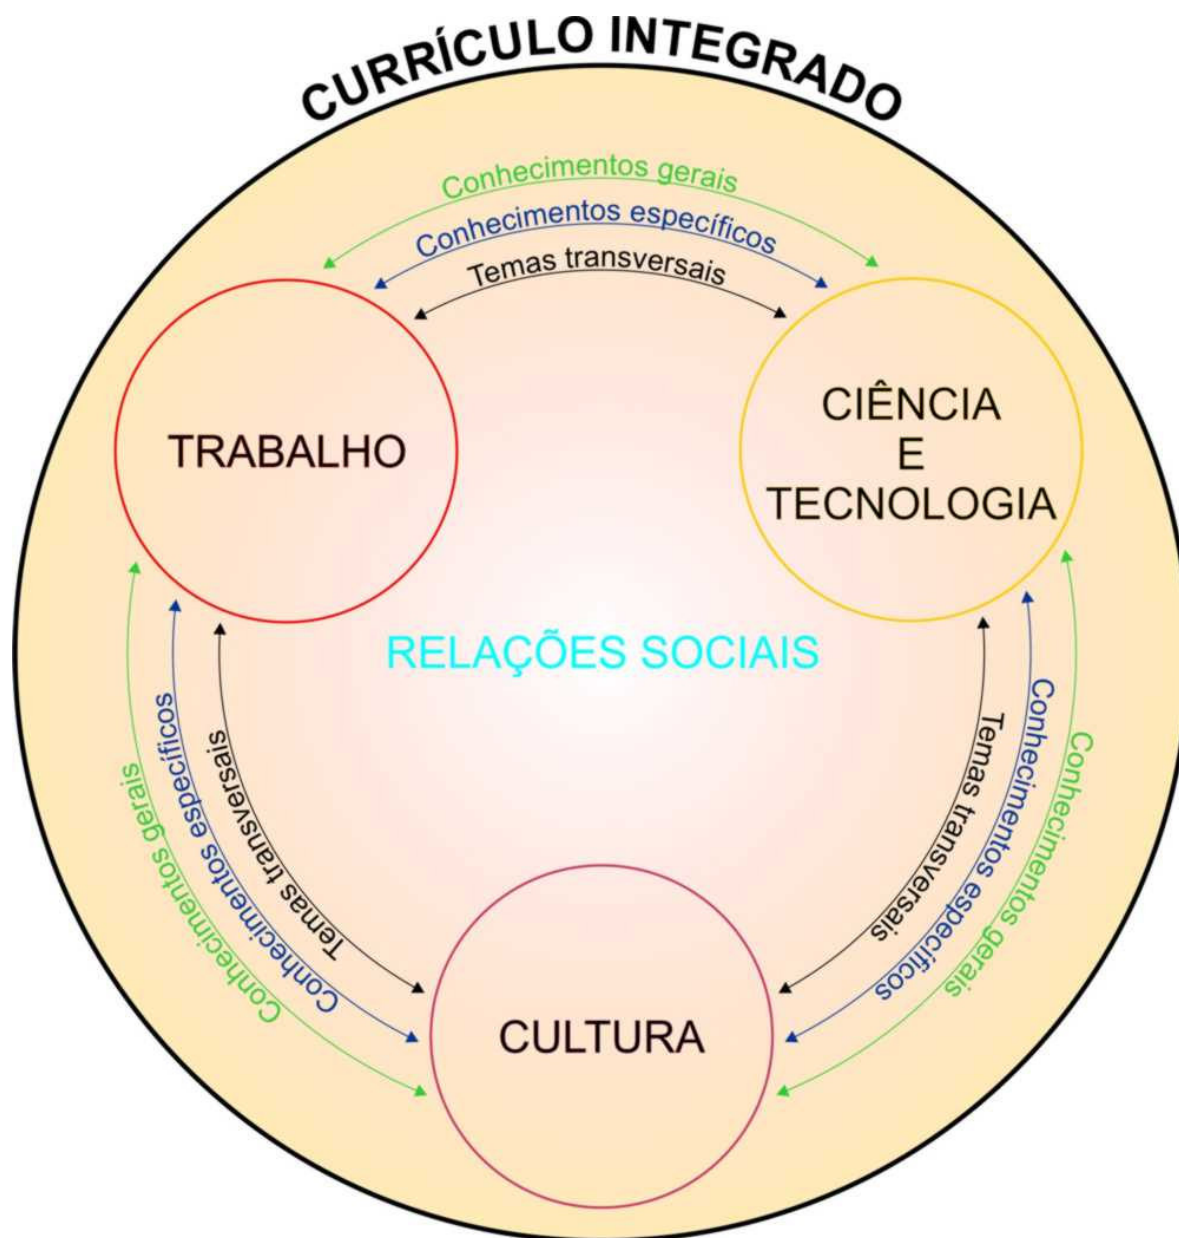 CURRÍCULO INTEGRADO
Conhecimentos gerais
Conhecimentos específicos
Temas transversais
TRABALHO
CIÊNCIA
E
TECNOLOGIA
RELAÇÕES SOCIAIS
Conhecimentos gerais
Conhecimentos específicos
Temas transversais
Temas transversais
Conhecimentos específicos
Conhecimentos gerais
CULTURA